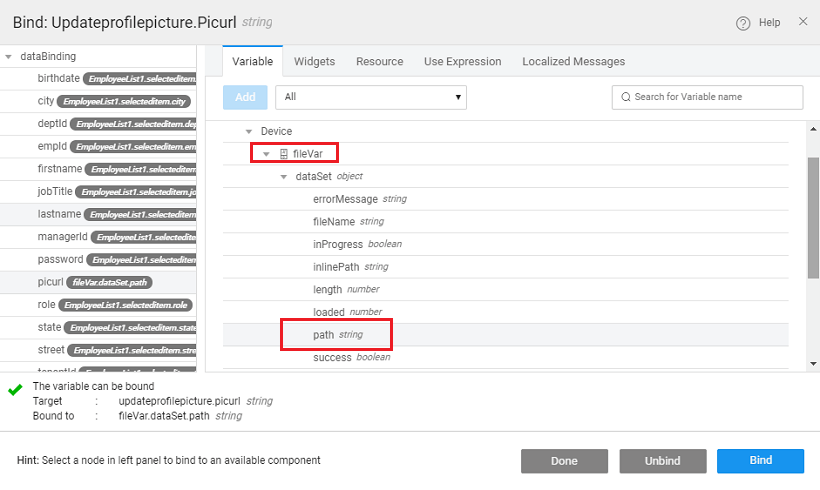 Bind: Updateprofilepicture.Picurl string
Help
dataBinding
birthdate EmployeeList1.selecteditem.
city EmployeeList1.selecteditem.city
deptId EmployeeList1.selecteditem.dep
empId EmployeeList1.selecteditem.em
firstname EmployeeList1.selecteditem.
jobTitle EmployeeList1.selecteditem.jo
lastname EmployeeList1.selecteditem.
managerId EmployeeList1.selecteditem
password EmployeeList1.selecteditem
picurl fileVar.dataSet.path
role EmployeeList1.selecteditem.role
state EmployeeList1.selecteditem.state
street EmployeeList1.selecteditem.stre
tenantId
Variable Widgets Resource Use Expression Localized Messages
Add All Search for Variable name
Device
fileVar
dataSet object
errorMessage string
fileName string
inProgress boolean
inlinePath string
length number
loaded number
path string
success boolean
The variable can be bound
Target : updateprofilepicture.picurl string
Bound to : fileVar.dataSet.path string
Hint: Select a node in left panel to bind to an available component
Done Unbind Bind